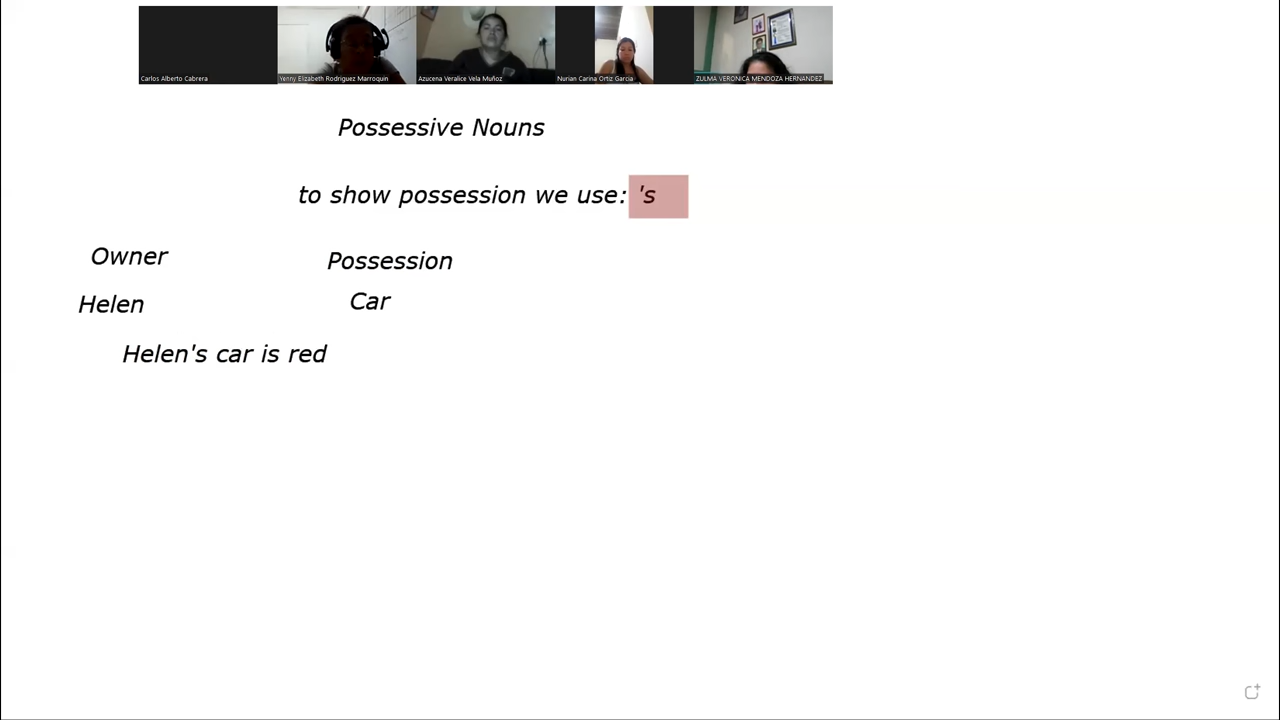 Carlos Alberto Cabrera
Yenny Elizabeth Rodriguez Marroquin
Azucena Veralice Vela Muñoz
Nurian Carina Ortiz Garcia
ZULMA VERONICA MENDOZA HERNANDEZ
Possessive Nouns
to show possession we use: 's
Owner
Possession
Helen
Car
Helen's car is red